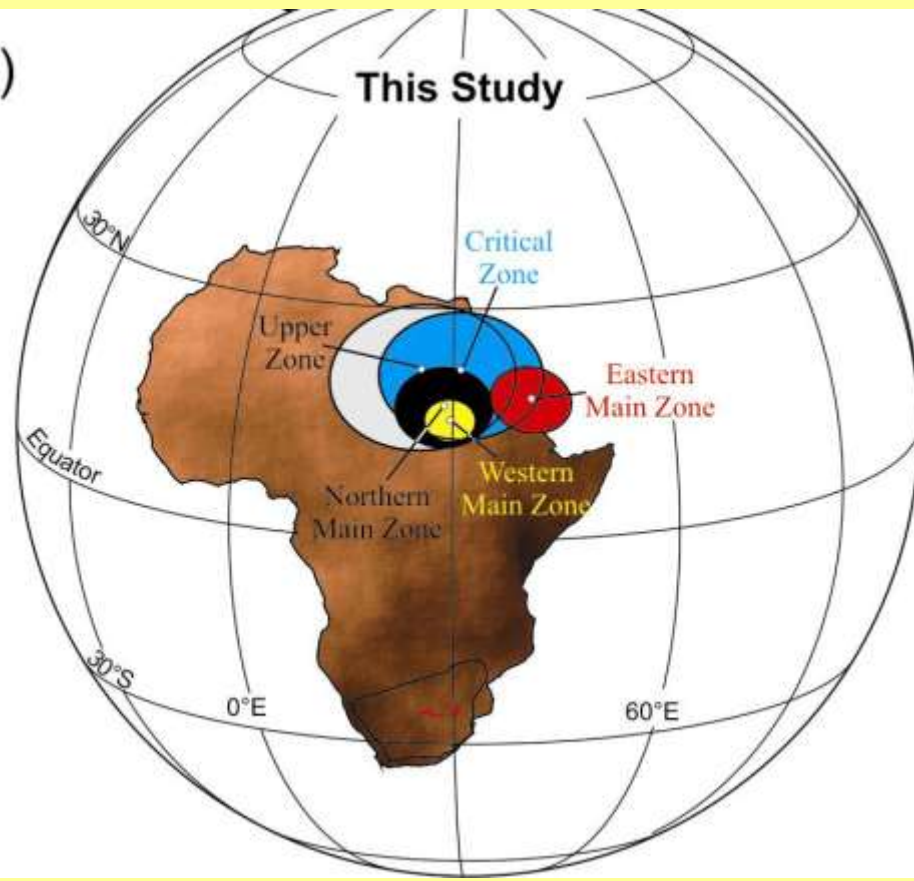 )
This Study
30°N
Critical
Zone
Upper
Zone
Eastern
Main Zone
Equator
Western
Main Zone
Northern
Main Zone
30°S
0°E
60°E